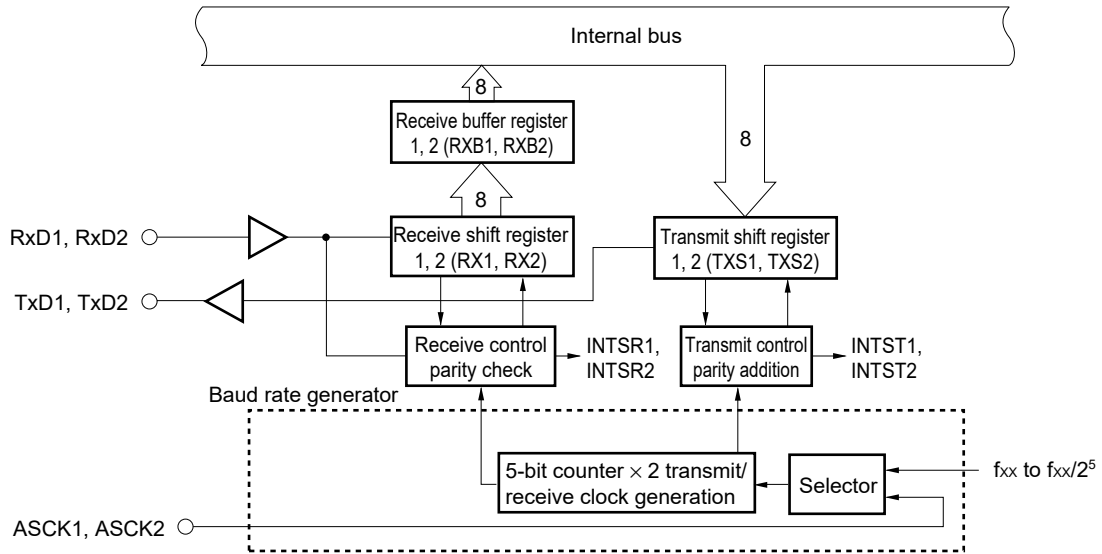 Internal bus
8
Receive buffer register
1, 2 (RXB1, RXB2)
8
8
RxD1, RxD2
Receive shift register
1, 2 (RX1, RX2)
Transmit shift register
1, 2 (TXS1, TXS2)
TxD1, TxD2
Receive control
parity check
INTSR1,
INTSR2
Transmit control
parity addition
INTST1,
INTST2
Baud rate generator
5-bit counter × 2 transmit/
receive clock generation
Selector
fxx to fxx/2⁵
ASCK1, ASCK2